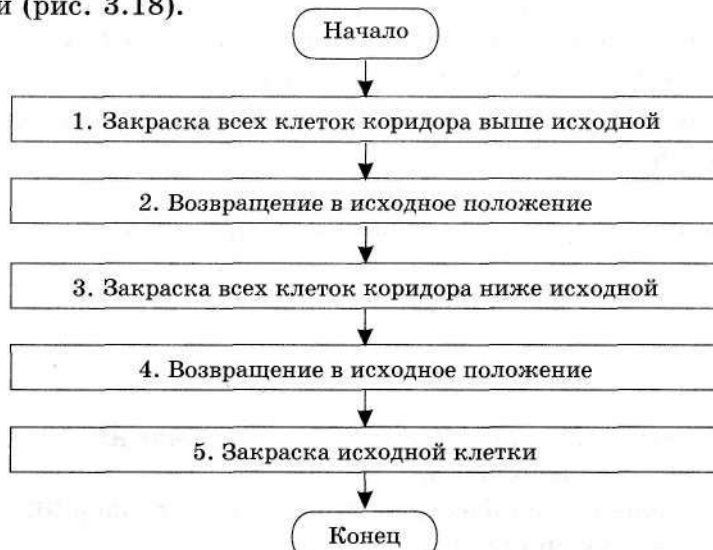 (рис. 3.18).
Начало
1. Закраска всех клеток коридора выше исходной
2. Возвращение в исходное положение
3. Закраска всех клеток коридора ниже исходной
4. Возвращение в исходное положение
5. Закраска исходной клетки
Конец